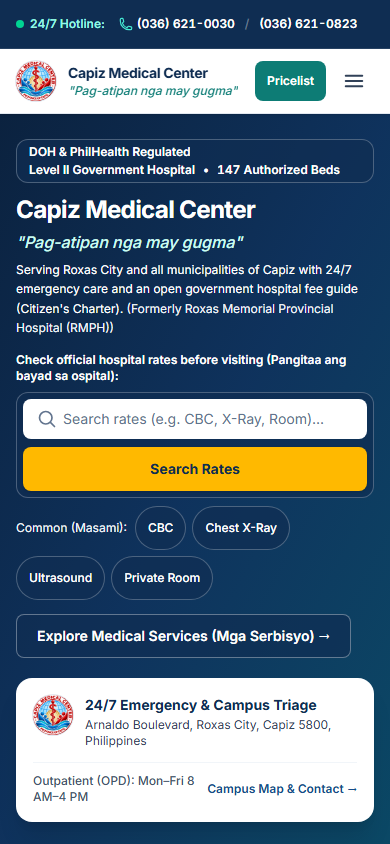 24/7 Hotline: (036) 621-0030 / (036) 621-0823
Capiz Medical Center
"Pag-atipan nga may gugma"
Pricelist
DOH & PhilHealth Regulated
Level II Government Hospital • 147 Authorized Beds
Capiz Medical Center
"Pag-atipan nga may gugma"
Serving Roxas City and all municipalities of Capiz with 24/7
emergency care and an open government hospital fee guide
(Citizen's Charter). (Formerly Roxas Memorial Provincial
Hospital (RMPH))
Check official hospital rates before visiting (Pangitaa ang
bayad sa ospital):
Search rates (e.g. CBC, X-Ray, Room)...
Search Rates
Common (Masami): CBC Chest X-Ray
Ultrasound Private Room
Explore Medical Services (Mga Serbisyo) →
24/7 Emergency & Campus Triage
Arnaldo Boulevard, Roxas City, Capiz 5800,
Philippines
Outpatient (OPD): Mon–Fri 8
AM–4 PM
Campus Map & Contact →